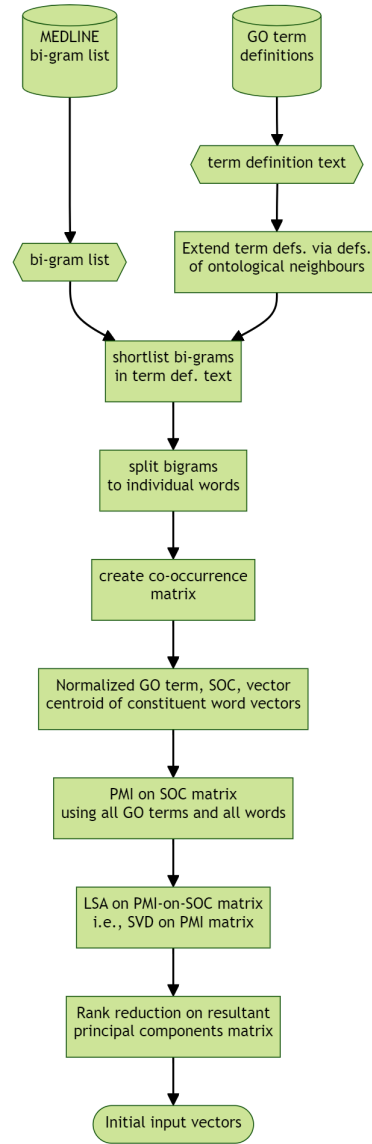 MEDLINE
bi-gram list
GO term
definitions
term definition text
bi-gram list
Extend term defs. via defs.
of ontological neighbours
shortlist bi-grams
in term def. text
split bigrams
to individual words
create co-occurrence
matrix
Normalized GO term, SOC, vector
centroid of constituent word vectors
PMI on SOC matrix
using all GO terms and all words
LSA on PMI-on-SOC matrix
i.e., SVD on PMI matrix
Rank reduction on resultant
principal components matrix
Initial input vectors